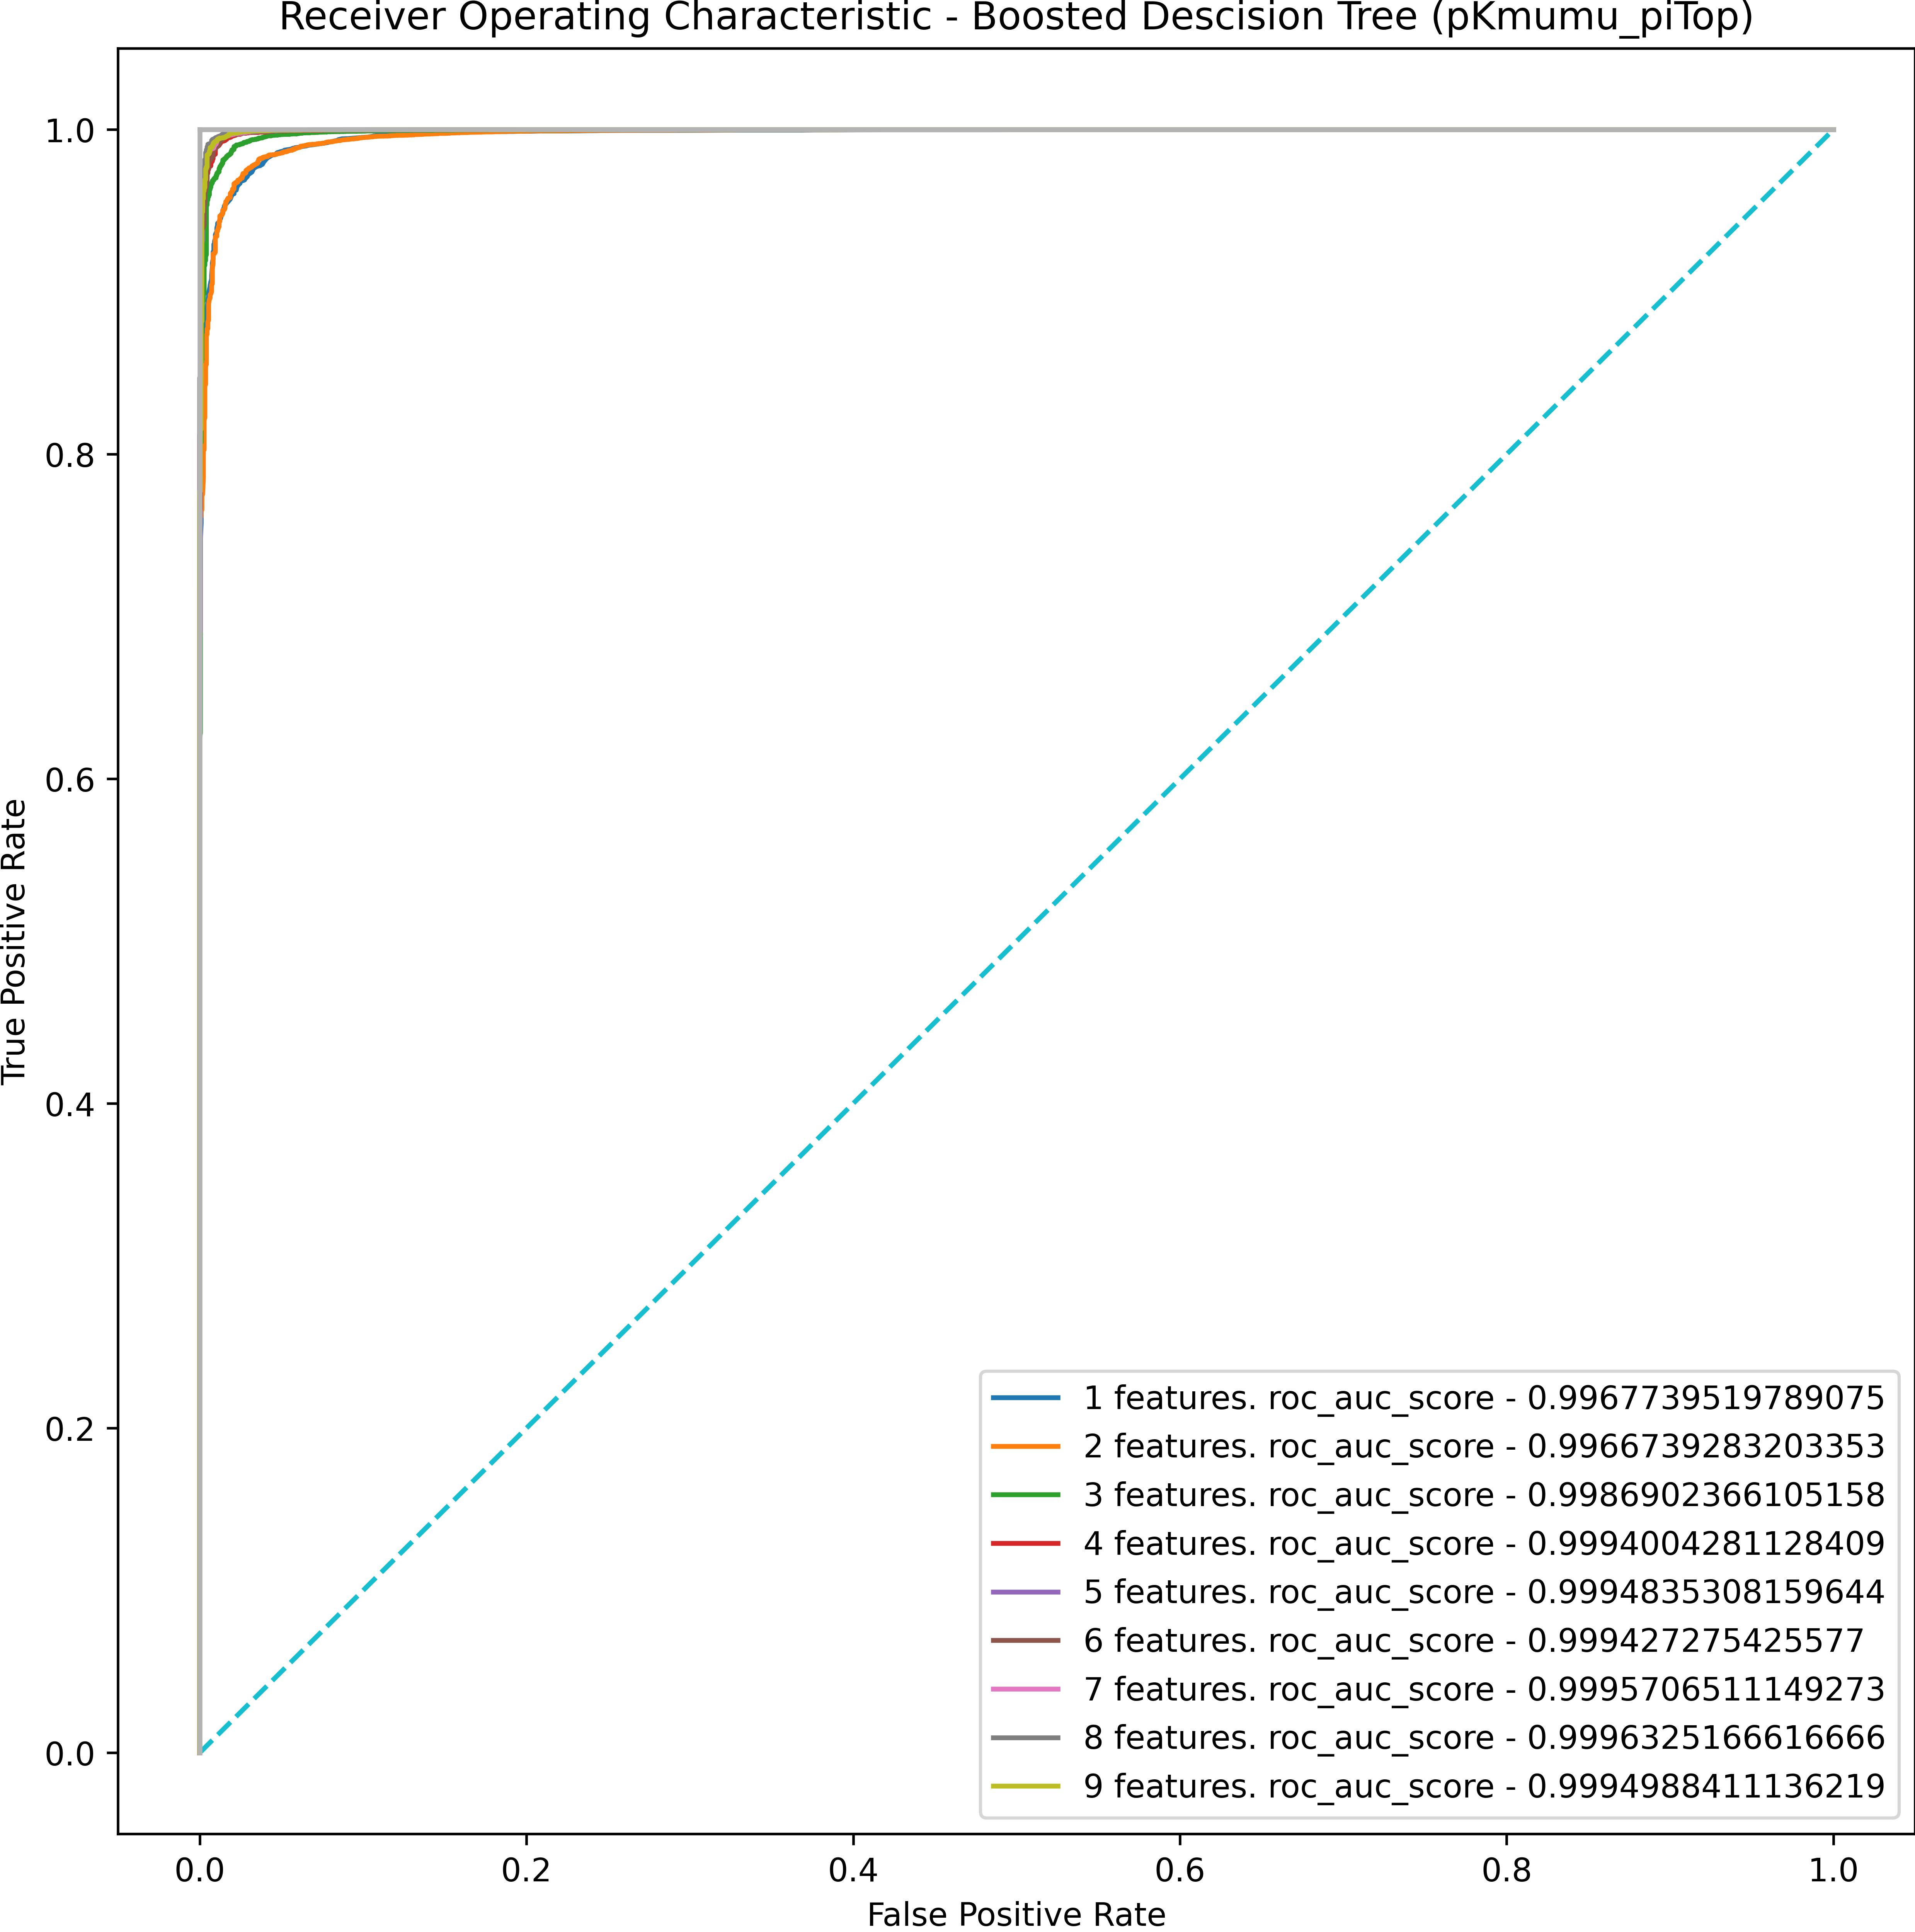 Receiver Operating Characteristic - Boosted Descision Tree (pKmumu_piTop)
True Positive Rate
1.0
0.8
0.6
0.4
0.2
0.0
0.0 0.2 0.4 0.6 0.8 1.0
False Positive Rate
1 features. roc_auc_score - 0.9967739519789075
2 features. roc_auc_score - 0.9966739283203353
3 features. roc_auc_score - 0.9986902366105158
4 features. roc_auc_score - 0.9994004281128409
5 features. roc_auc_score - 0.9994835308159644
6 features. roc_auc_score - 0.999427275425577
7 features. roc_auc_score - 0.9995706511149273
8 features. roc_auc_score - 0.9996325166616666
9 features. roc_auc_score - 0.9994988411136219